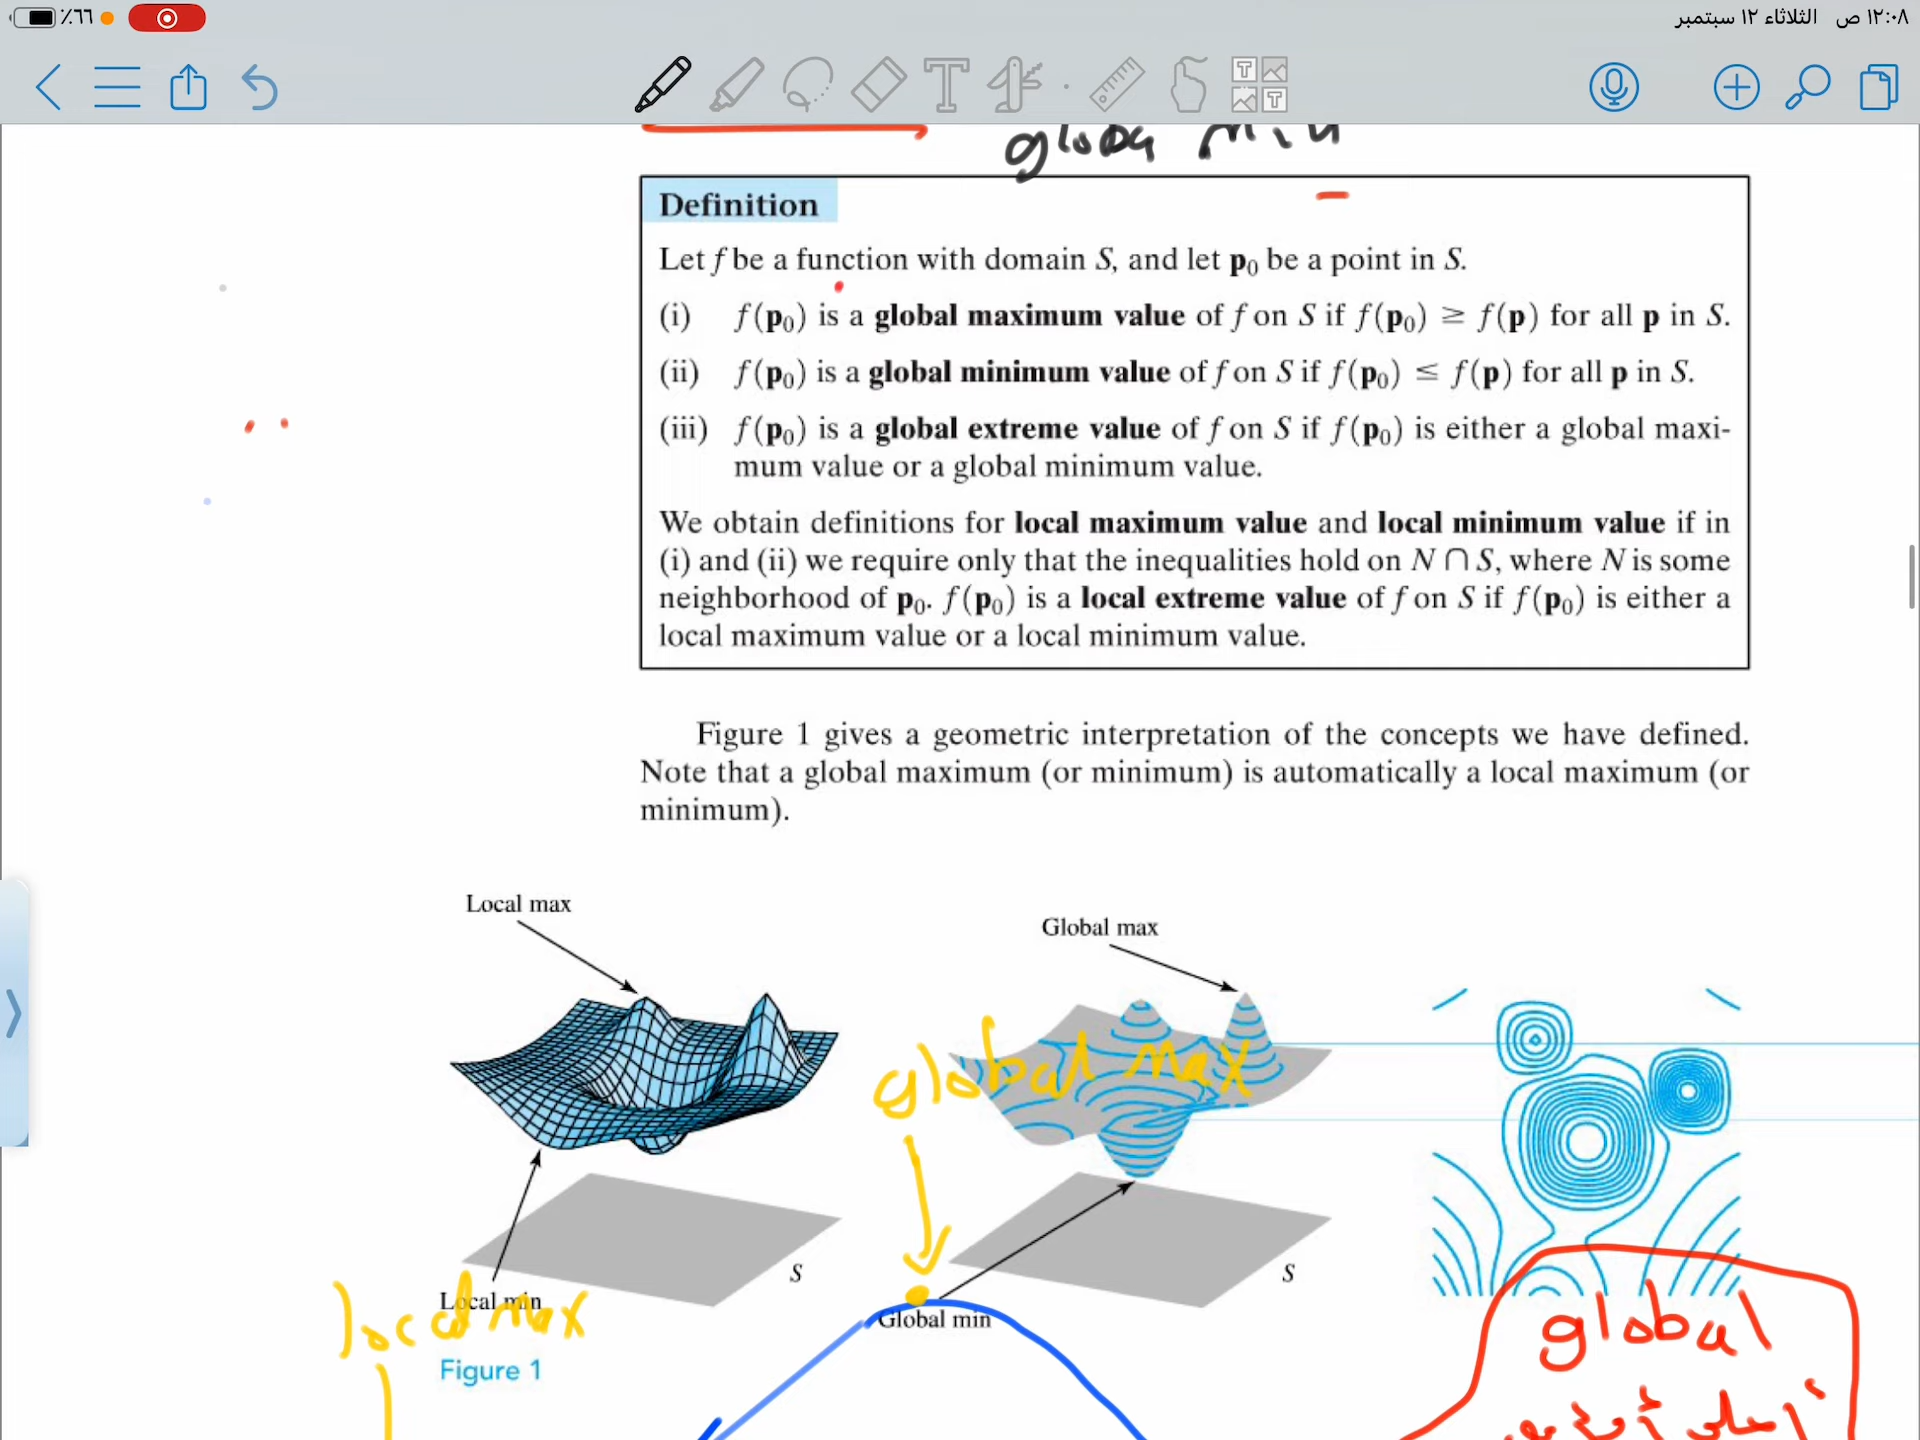 ٪٦٦
١٢:٠٨ ص الثلاثاء ١٢ سبتمبر
Definition
Let f be a function with domain S, and let p₀ be a point in S.
(i) f(p₀) is a global maximum value of f on S if f(p₀) ≥ f(p) for all p in S.
(ii) f(p₀) is a global minimum value of f on S if f(p₀) ≤ f(p) for all p in S.
(iii) f(p₀) is a global extreme value of f on S if f(p₀) is either a global maxi-
mum value or a global minimum value.
We obtain definitions for local maximum value and local minimum value if in
(i) and (ii) we require only that the inequalities hold on N ∩ S, where N is some
neighborhood of p₀. f(p₀) is a local extreme value of f on S if f(p₀) is either a
local maximum value or a local minimum value.
Figure 1 gives a geometric interpretation of the concepts we have defined.
Note that a global maximum (or minimum) is automatically a local maximum (or
minimum).
Local max
Global max
global max
S
S
Local min
local max
Global min
Figure 1
global